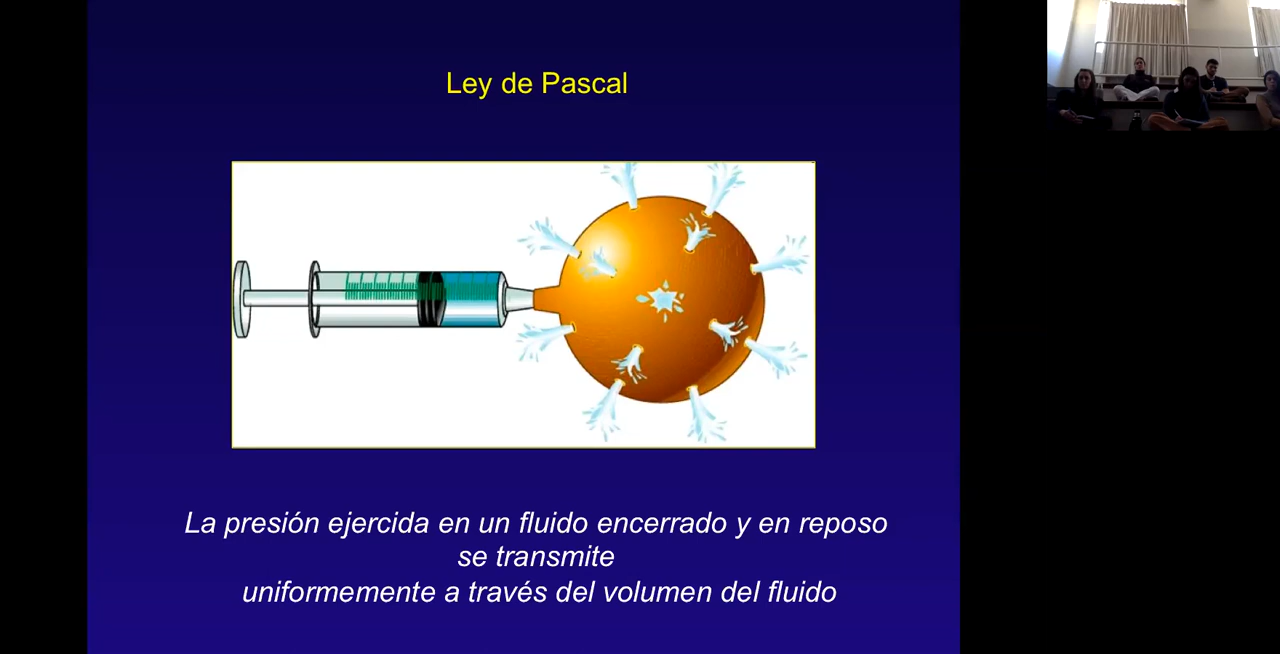 Ley de Pascal
La presión ejercida en un fluido encerrado y en reposo
se transmite
uniformemente a través del volumen del fluido